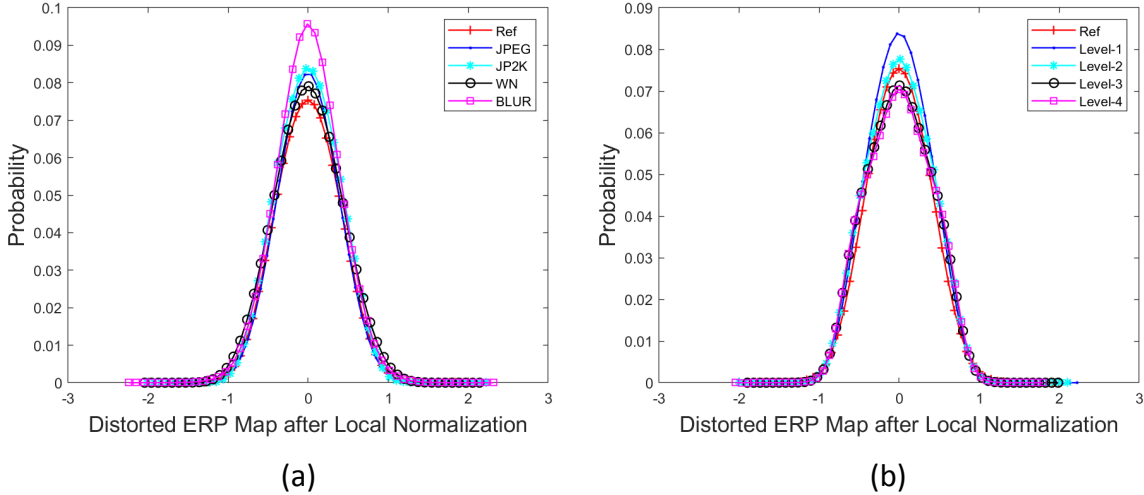 0.1
0.09
0.08
0.07
0.06
0.05
0.04
0.03
0.02
0.01
0
Probability
-3
-2
-1
0
1
2
3
Distorted ERP Map after Local Normalization
Ref
JPEG
JP2K
WN
BLUR
(a)
0.09
0.08
0.07
0.06
0.05
0.04
0.03
0.02
0.01
0
Probability
-3
-2
-1
0
1
2
3
Distorted ERP Map after Local Normalization
Ref
Level-1
Level-2
Level-3
Level-4
(b)